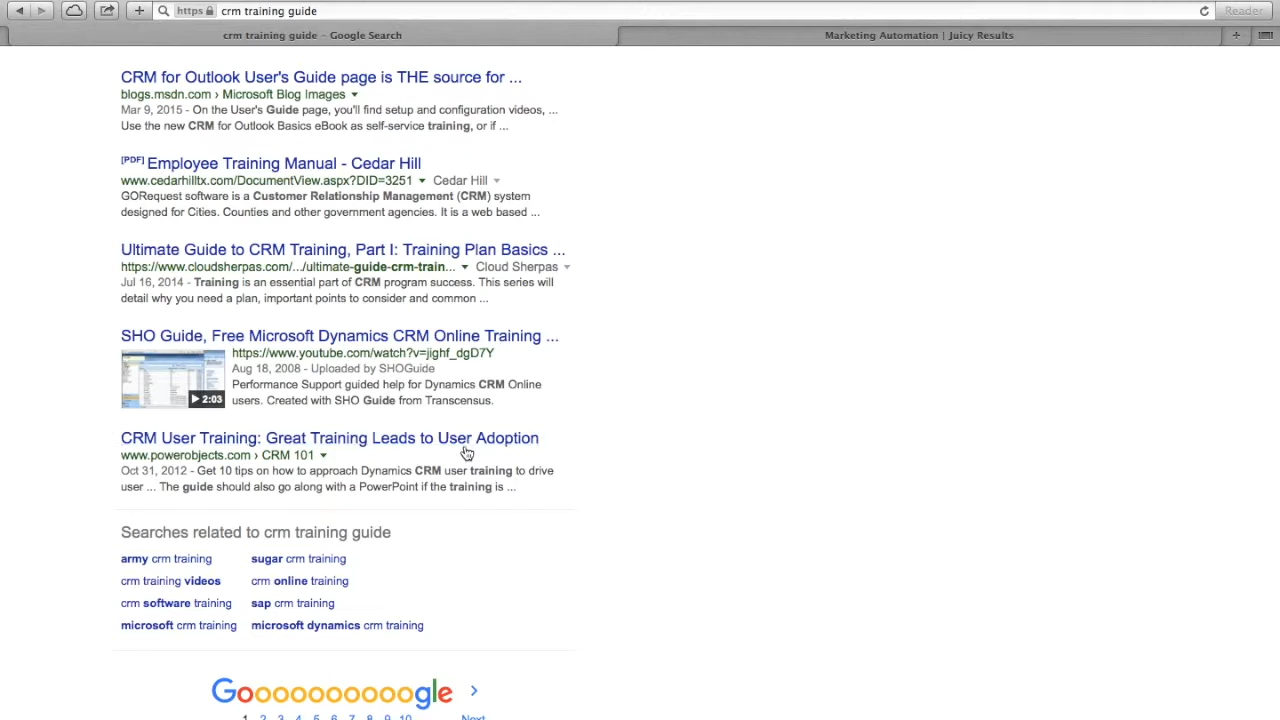 https crm training guide Reader
crm training guide – Google Search
Marketing Automation | Juicy Results
CRM for Outlook User's Guide page is THE source for ...
blogs.msdn.com › Microsoft Blog Images
Mar 9, 2015 - On the User's Guide page, you'll find setup and configuration videos, ...
Use the new CRM for Outlook Basics eBook as self-service training, or if ...
[PDF] Employee Training Manual - Cedar Hill
www.cedarhilltx.com/DocumentView.aspx?DID=3251 Cedar Hill
GORequest software is a Customer Relationship Management (CRM) system
designed for Cities. Counties and other government agencies. It is a web based ...
Ultimate Guide to CRM Training, Part I: Training Plan Basics ...
https://www.cloudsherpas.com/.../ultimate-guide-crm-train... Cloud Sherpas
Jul 16, 2014 - Training is an essential part of CRM program success. This series will
detail why you need a plan, important points to consider and common ...
SHO Guide, Free Microsoft Dynamics CRM Online Training ...
https://www.youtube.com/watch?v=jighf_dgD7Y
Aug 18, 2008 - Uploaded by SHOGuide
Performance Support guided help for Dynamics CRM Online
users. Created with SHO Guide from Transcensus.
2:03
CRM User Training: Great Training Leads to User Adoption
www.powerobjects.com › CRM 101
Oct 31, 2012 - Get 10 tips on how to approach Dynamics CRM user training to drive
user ... The guide should also go along with a PowerPoint if the training is ...
Searches related to crm training guide
army crm training sugar crm training
crm training videos crm online training
crm software training sap crm training
microsoft crm training microsoft dynamics crm training
Goooooooooogle
1 2 3 4 5 6 7 8 9 10 Next